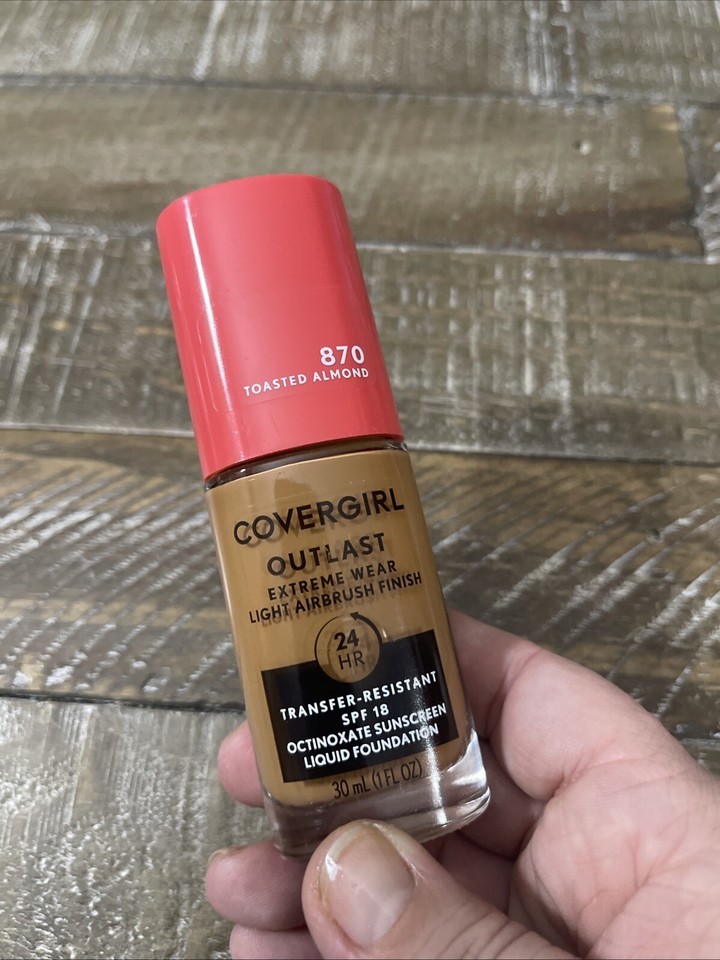 870
TOASTED ALMOND
COVERGIRL
OUTLAST
EXTREME WEAR
LIGHT AIRBRUSH FINISH
24
HR
TRANSFER-RESISTANT
SPF 18
OCTINOXATE SUNSCREEN
LIQUID FOUNDATION
30 mL (1 FL OZ)